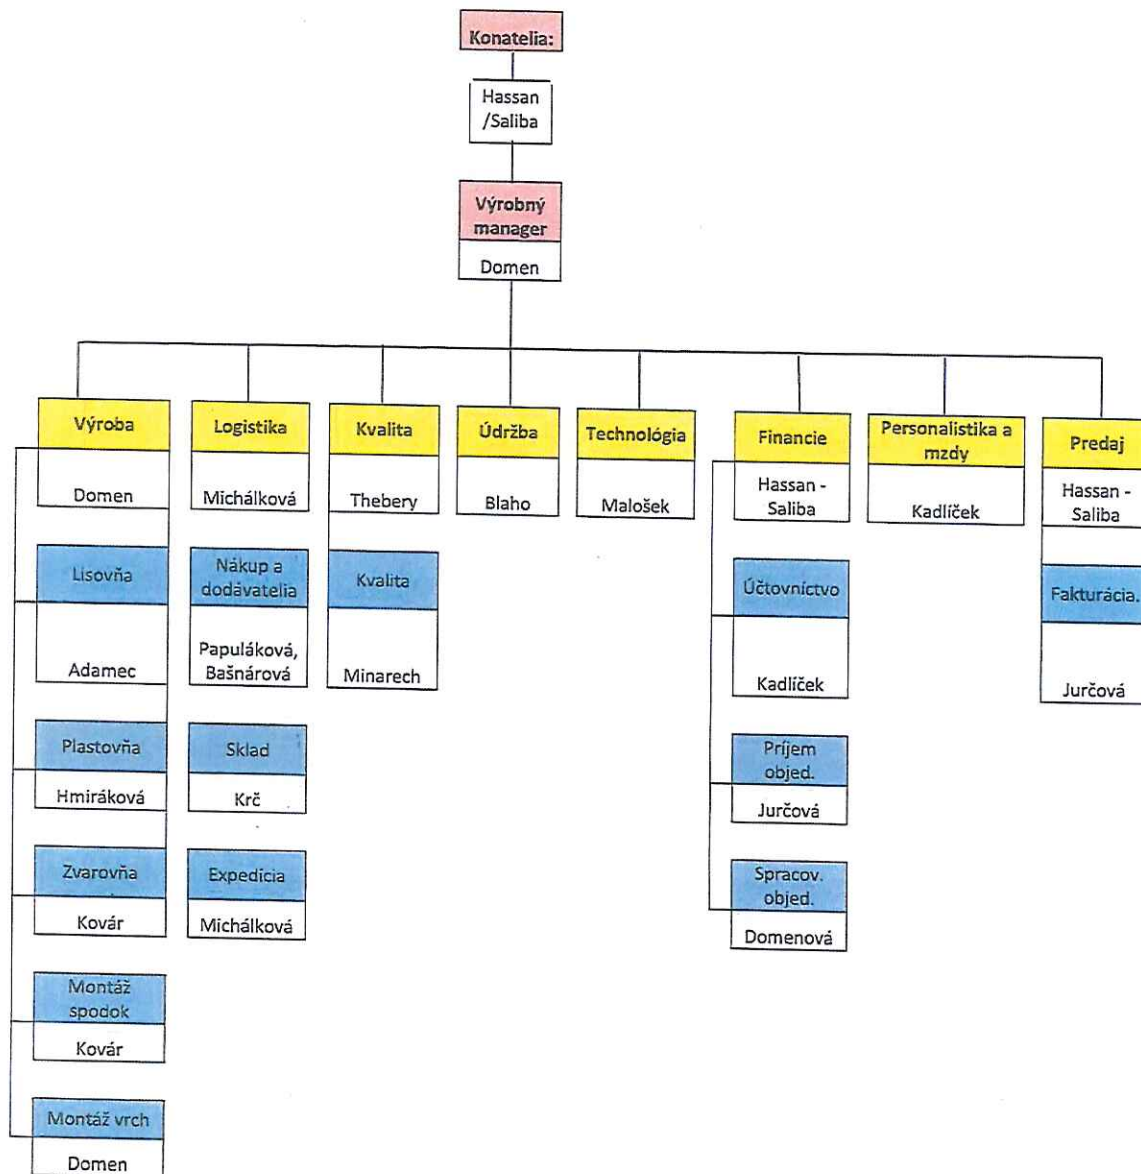 Konatelia:
Hassan
/Saliba
Výrobný
manager
Domen
Výroba
Domen
Lisovňa
Adamec
Plastovňa
Hmiráková
Zvarovňa
Kovár
Montáž
spodok
Kovár
Montáž vrch
Domen
Logistika
Michálková
Nákup a
dodávatelia
Papuláková,
Bašnárová
Sklad
Krč
Expedícia
Michálková
Kvalita
Thebery
Kvalita
Minarech
Údržba
Blaho
Technológia
Malošek
Financie
Hassan -
Saliba
Účtovníctvo
Kadlíček
Príjem
objed.
Jurčová
Spracov.
objed.
Domenová
Personalistika a
mzdy
Kadlíček
Predaj
Hassan -
Saliba
Fakturácia.
Jurčová